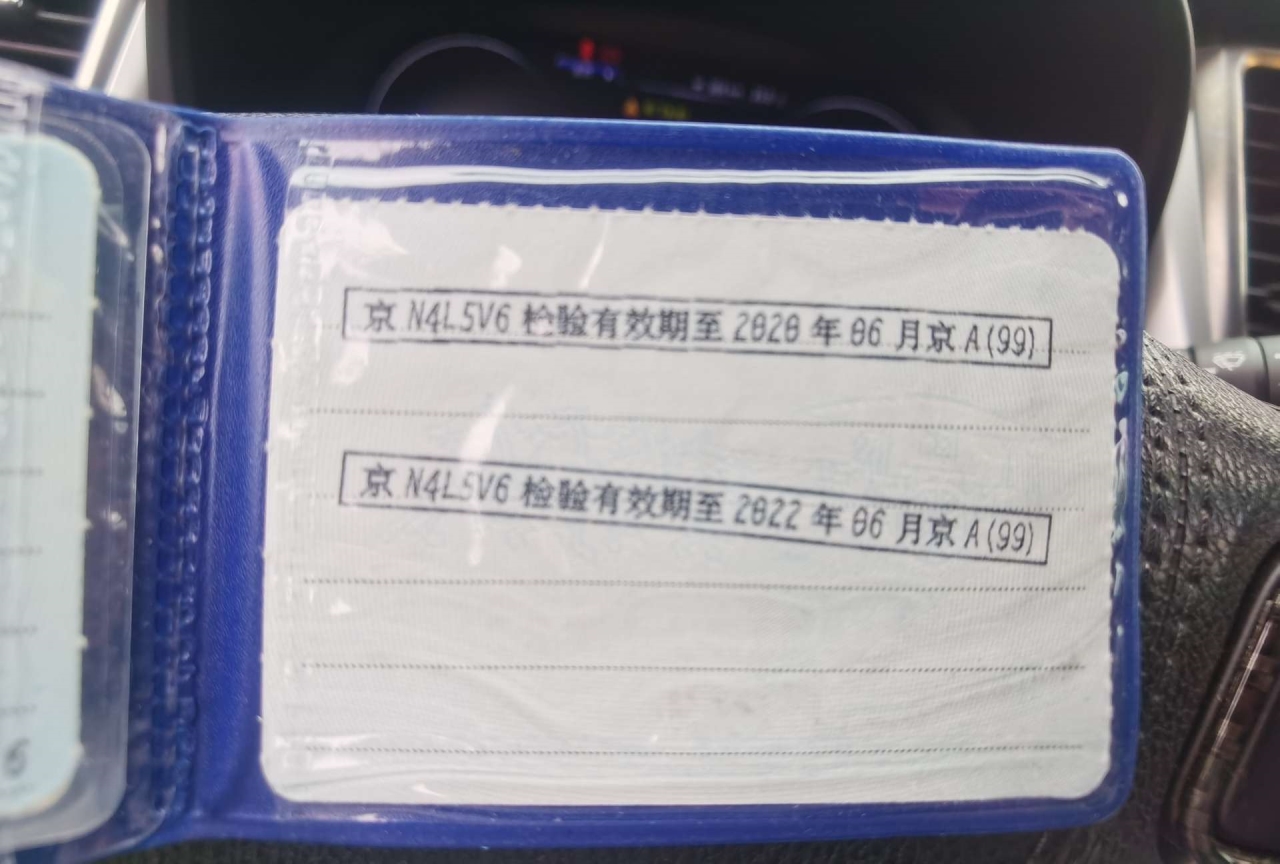 京 N4L5V6 检验有效期至 2020 年 06 月京 A(99)
京 N4L5V6 检验有效期至 2022 年 06 月京 A(99)